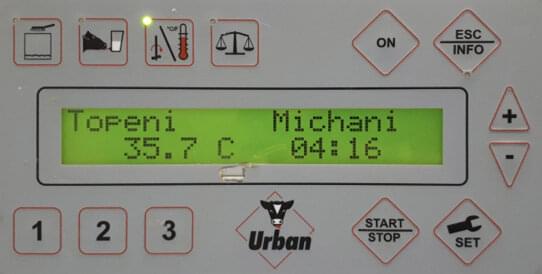 °C/°F
ON
ESC
INFO
Topeni Michani
35.7 C 04:16
+
-
1 2 3
Urban
START
STOP
SET